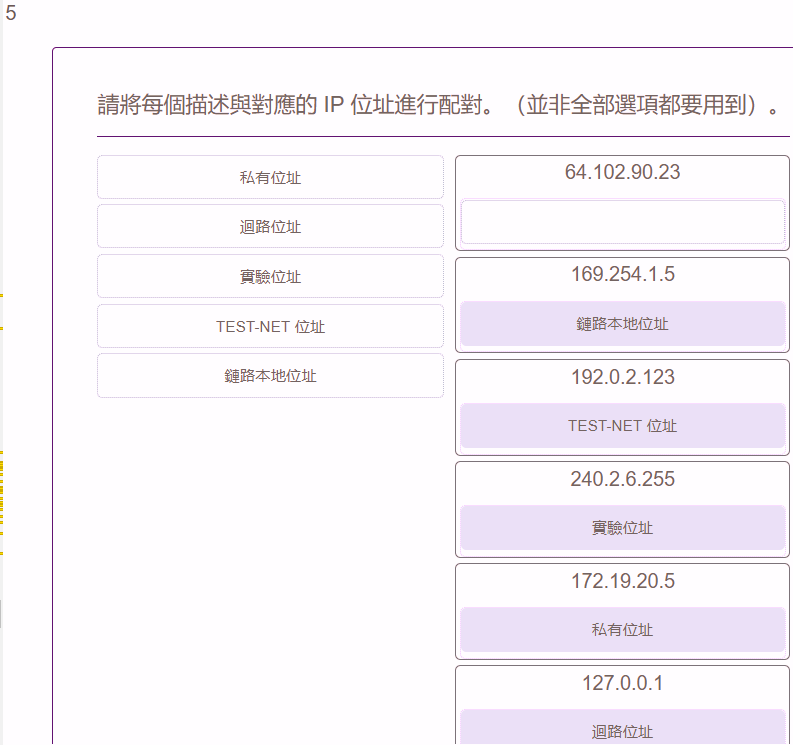 5
請將每個描述與對應的 IP 位址進行配對。（並非全部選項都要用到）。
私有位址
迴路位址
實驗位址
TEST-NET 位址
鏈路本地位址
64.102.90.23
169.254.1.5
鏈路本地位址
192.0.2.123
TEST-NET 位址
240.2.6.255
實驗位址
172.19.20.5
私有位址
127.0.0.1
迴路位址